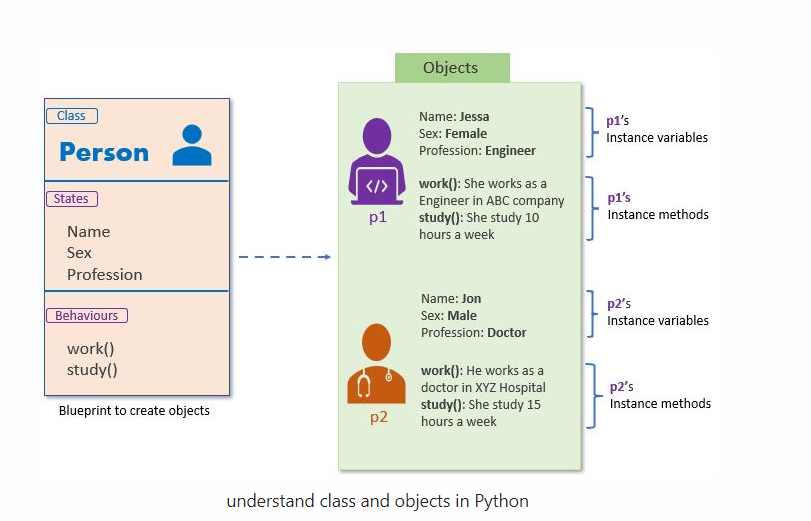 Objects
Class
Person
States
Name
Sex
Profession
Behaviours
work()
study()
Blueprint to create objects
Name: Jessa
Sex: Female
Profession: Engineer
work(): She works as a
Engineer in ABC company
study(): She study 10
hours a week
</>
p1
p1's
Instance variables
p1's
Instance methods
Name: Jon
Sex: Male
Profession: Doctor
work(): He works as a
doctor in XYZ Hospital
study(): She study 15
hours a week
p2
p2's
Instance variables
p2's
Instance methods
understand class and objects in Python